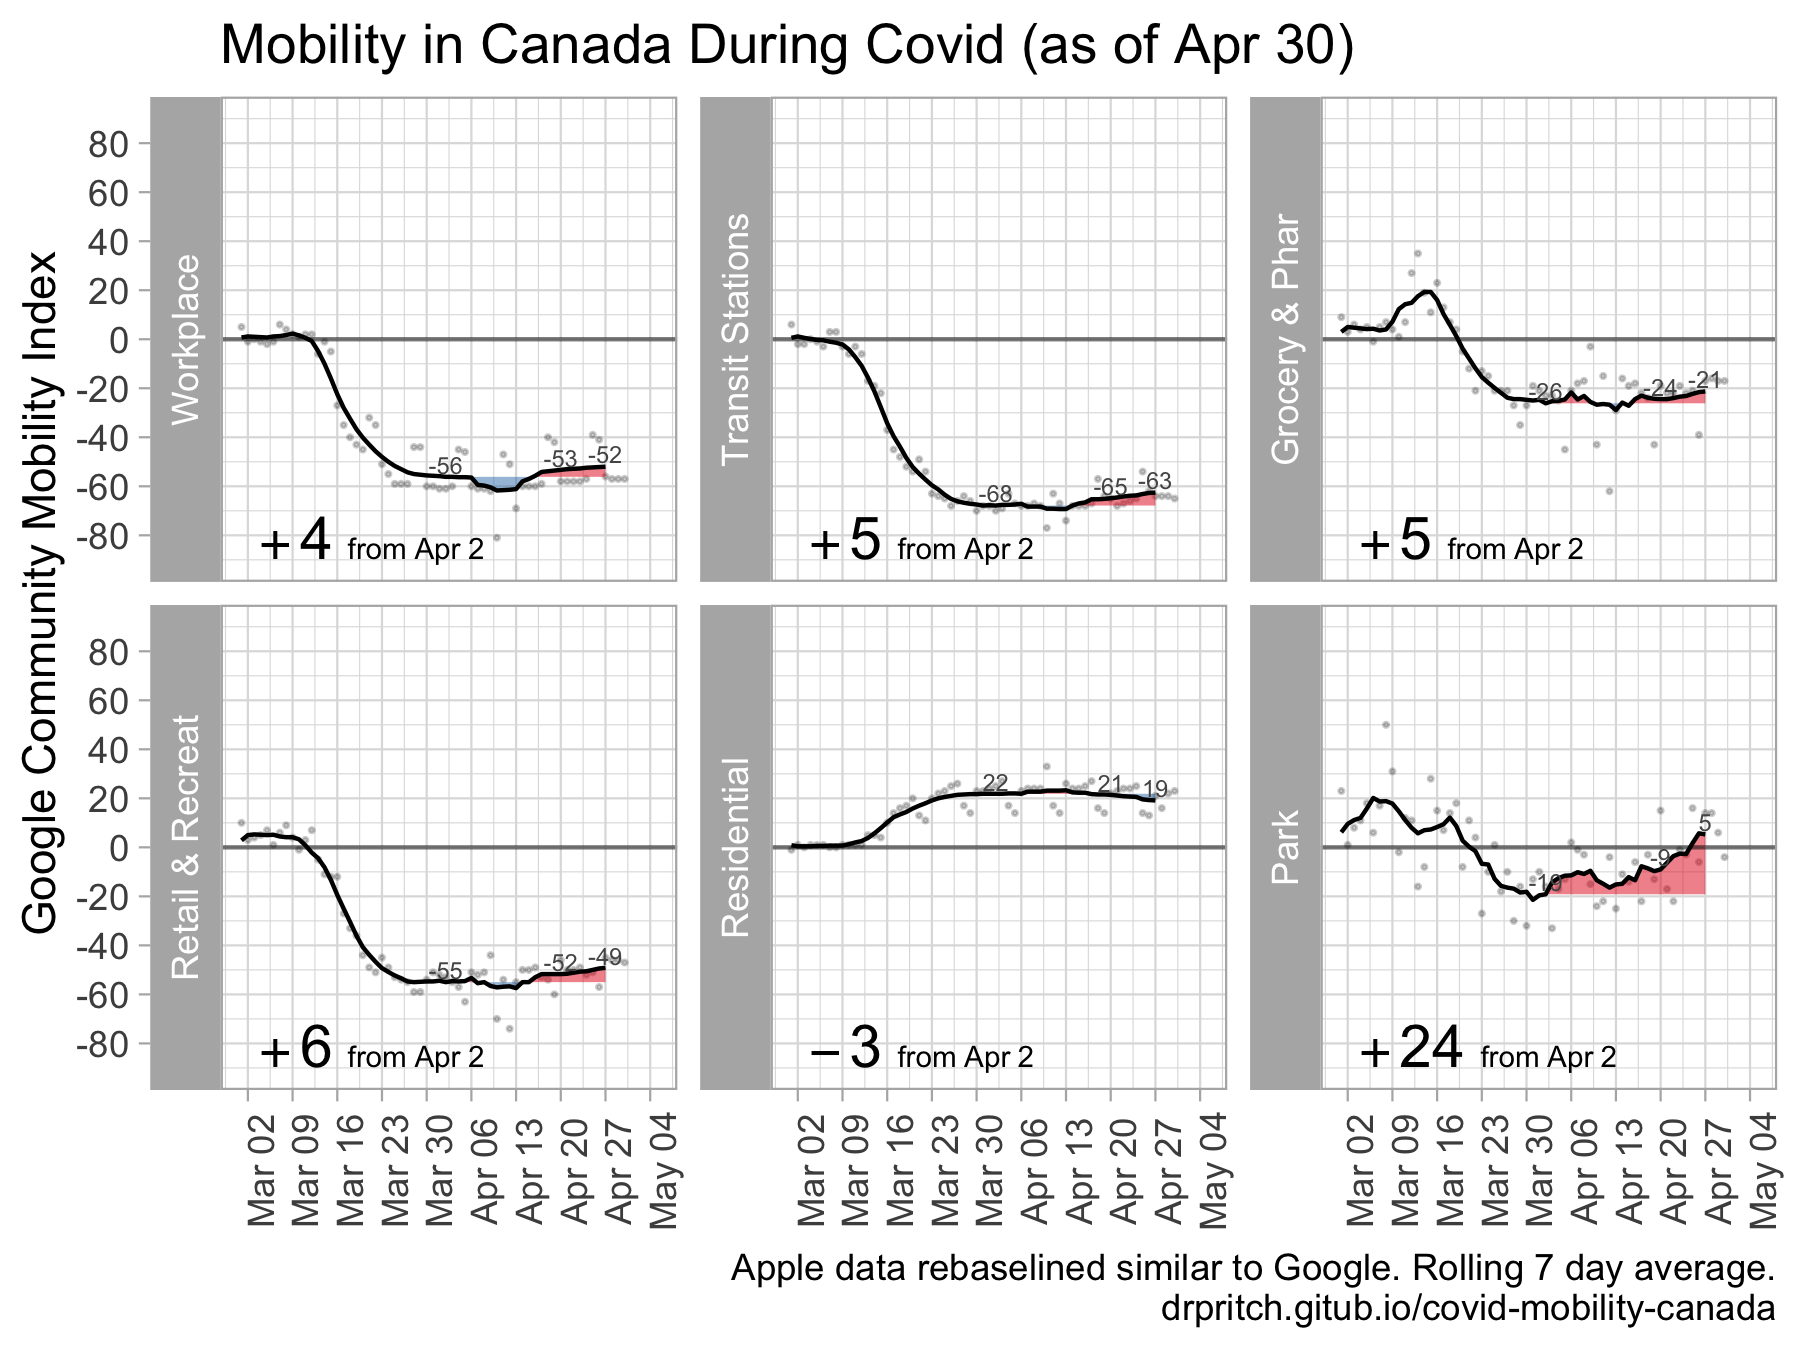 Mobility in Canada During Covid (as of Apr 30)
Google Community Mobility Index
80
60
40
20
0
-20
-40
-60
-80
Workplace
-56
-53
-52
+4 from Apr 2
Transit Stations
-68
-65
-63
+5 from Apr 2
Grocery & Phar
-26
-24
-21
+5 from Apr 2
80
60
40
20
0
-20
-40
-60
-80
Retail & Recreat
-55
-52
-49
+6 from Apr 2
Residential
22
21
19
−3 from Apr 2
Park
-19
-9
5
+24 from Apr 2
Mar 02
Mar 09
Mar 16
Mar 23
Mar 30
Apr 06
Apr 13
Apr 20
Apr 27
May 04
Mar 02
Mar 09
Mar 16
Mar 23
Mar 30
Apr 06
Apr 13
Apr 20
Apr 27
May 04
Mar 02
Mar 09
Mar 16
Mar 23
Mar 30
Apr 06
Apr 13
Apr 20
Apr 27
May 04
Apple data rebaselined similar to Google. Rolling 7 day average.
drpritch.gitub.io/covid-mobility-canada